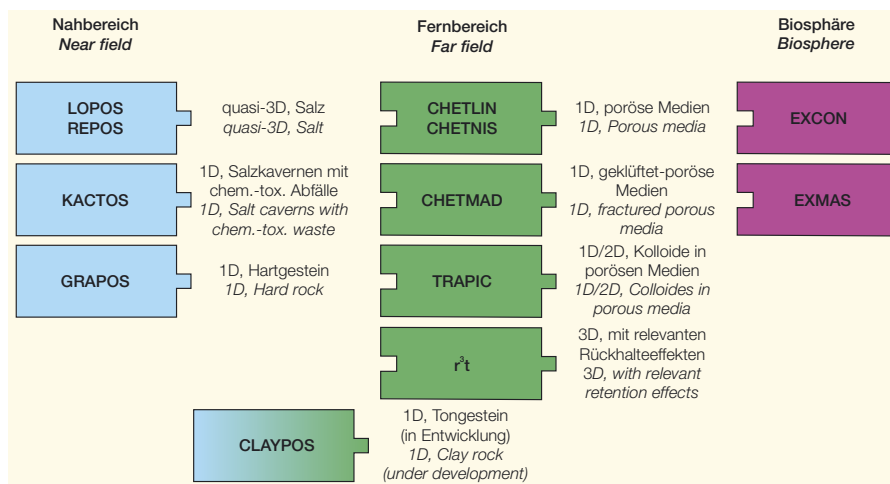 Nahbereich
Near field
Fernbereich
Far field
Biosphäre
Biosphere
LOPOS
REPOS
quasi-3D, Salz
quasi-3D, Salt
CHETLIN
CHETNIS
1D, poröse Medien
1D, Porous media
EXCON
KACTOS
1D, Salzkavernen mit
chem.-tox. Abfälle
1D, Salt caverns with
chem.-tox. waste
CHETMAD
1D, geklüftet-poröse
Medien
1D, fractured porous
media
EXMAS
GRAPOS
1D, Hartgestein
1D, Hard rock
TRAPIC
1D/2D, Kolloide in
porösen Medien
1D/2D, Colloides in
porous media
r³t
3D, mit relevanten
Rückhalteeffekten
3D, with relevant
retention effects
CLAYPOS
1D, Tongestein
(in Entwicklung)
1D, Clay rock
(under development)